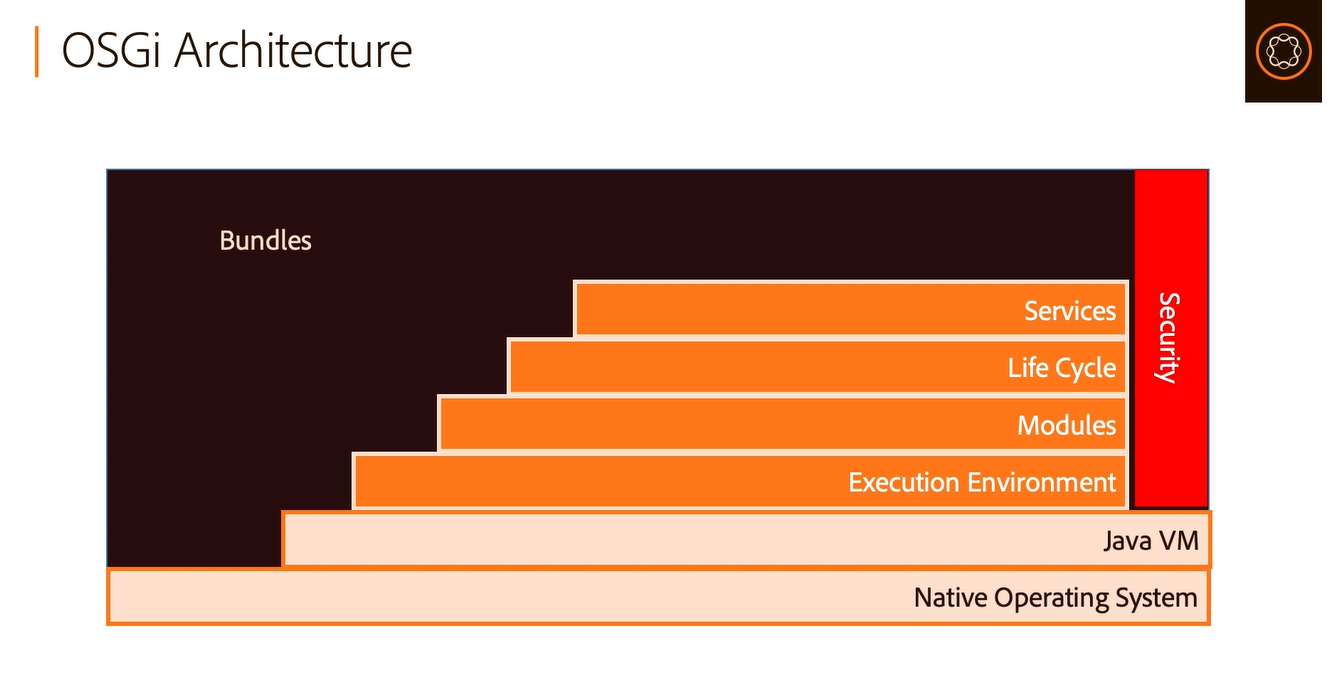 OSGi Architecture
Bundles
Services
Life Cycle
Modules
Execution Environment
Security
Java VM
Native Operating System